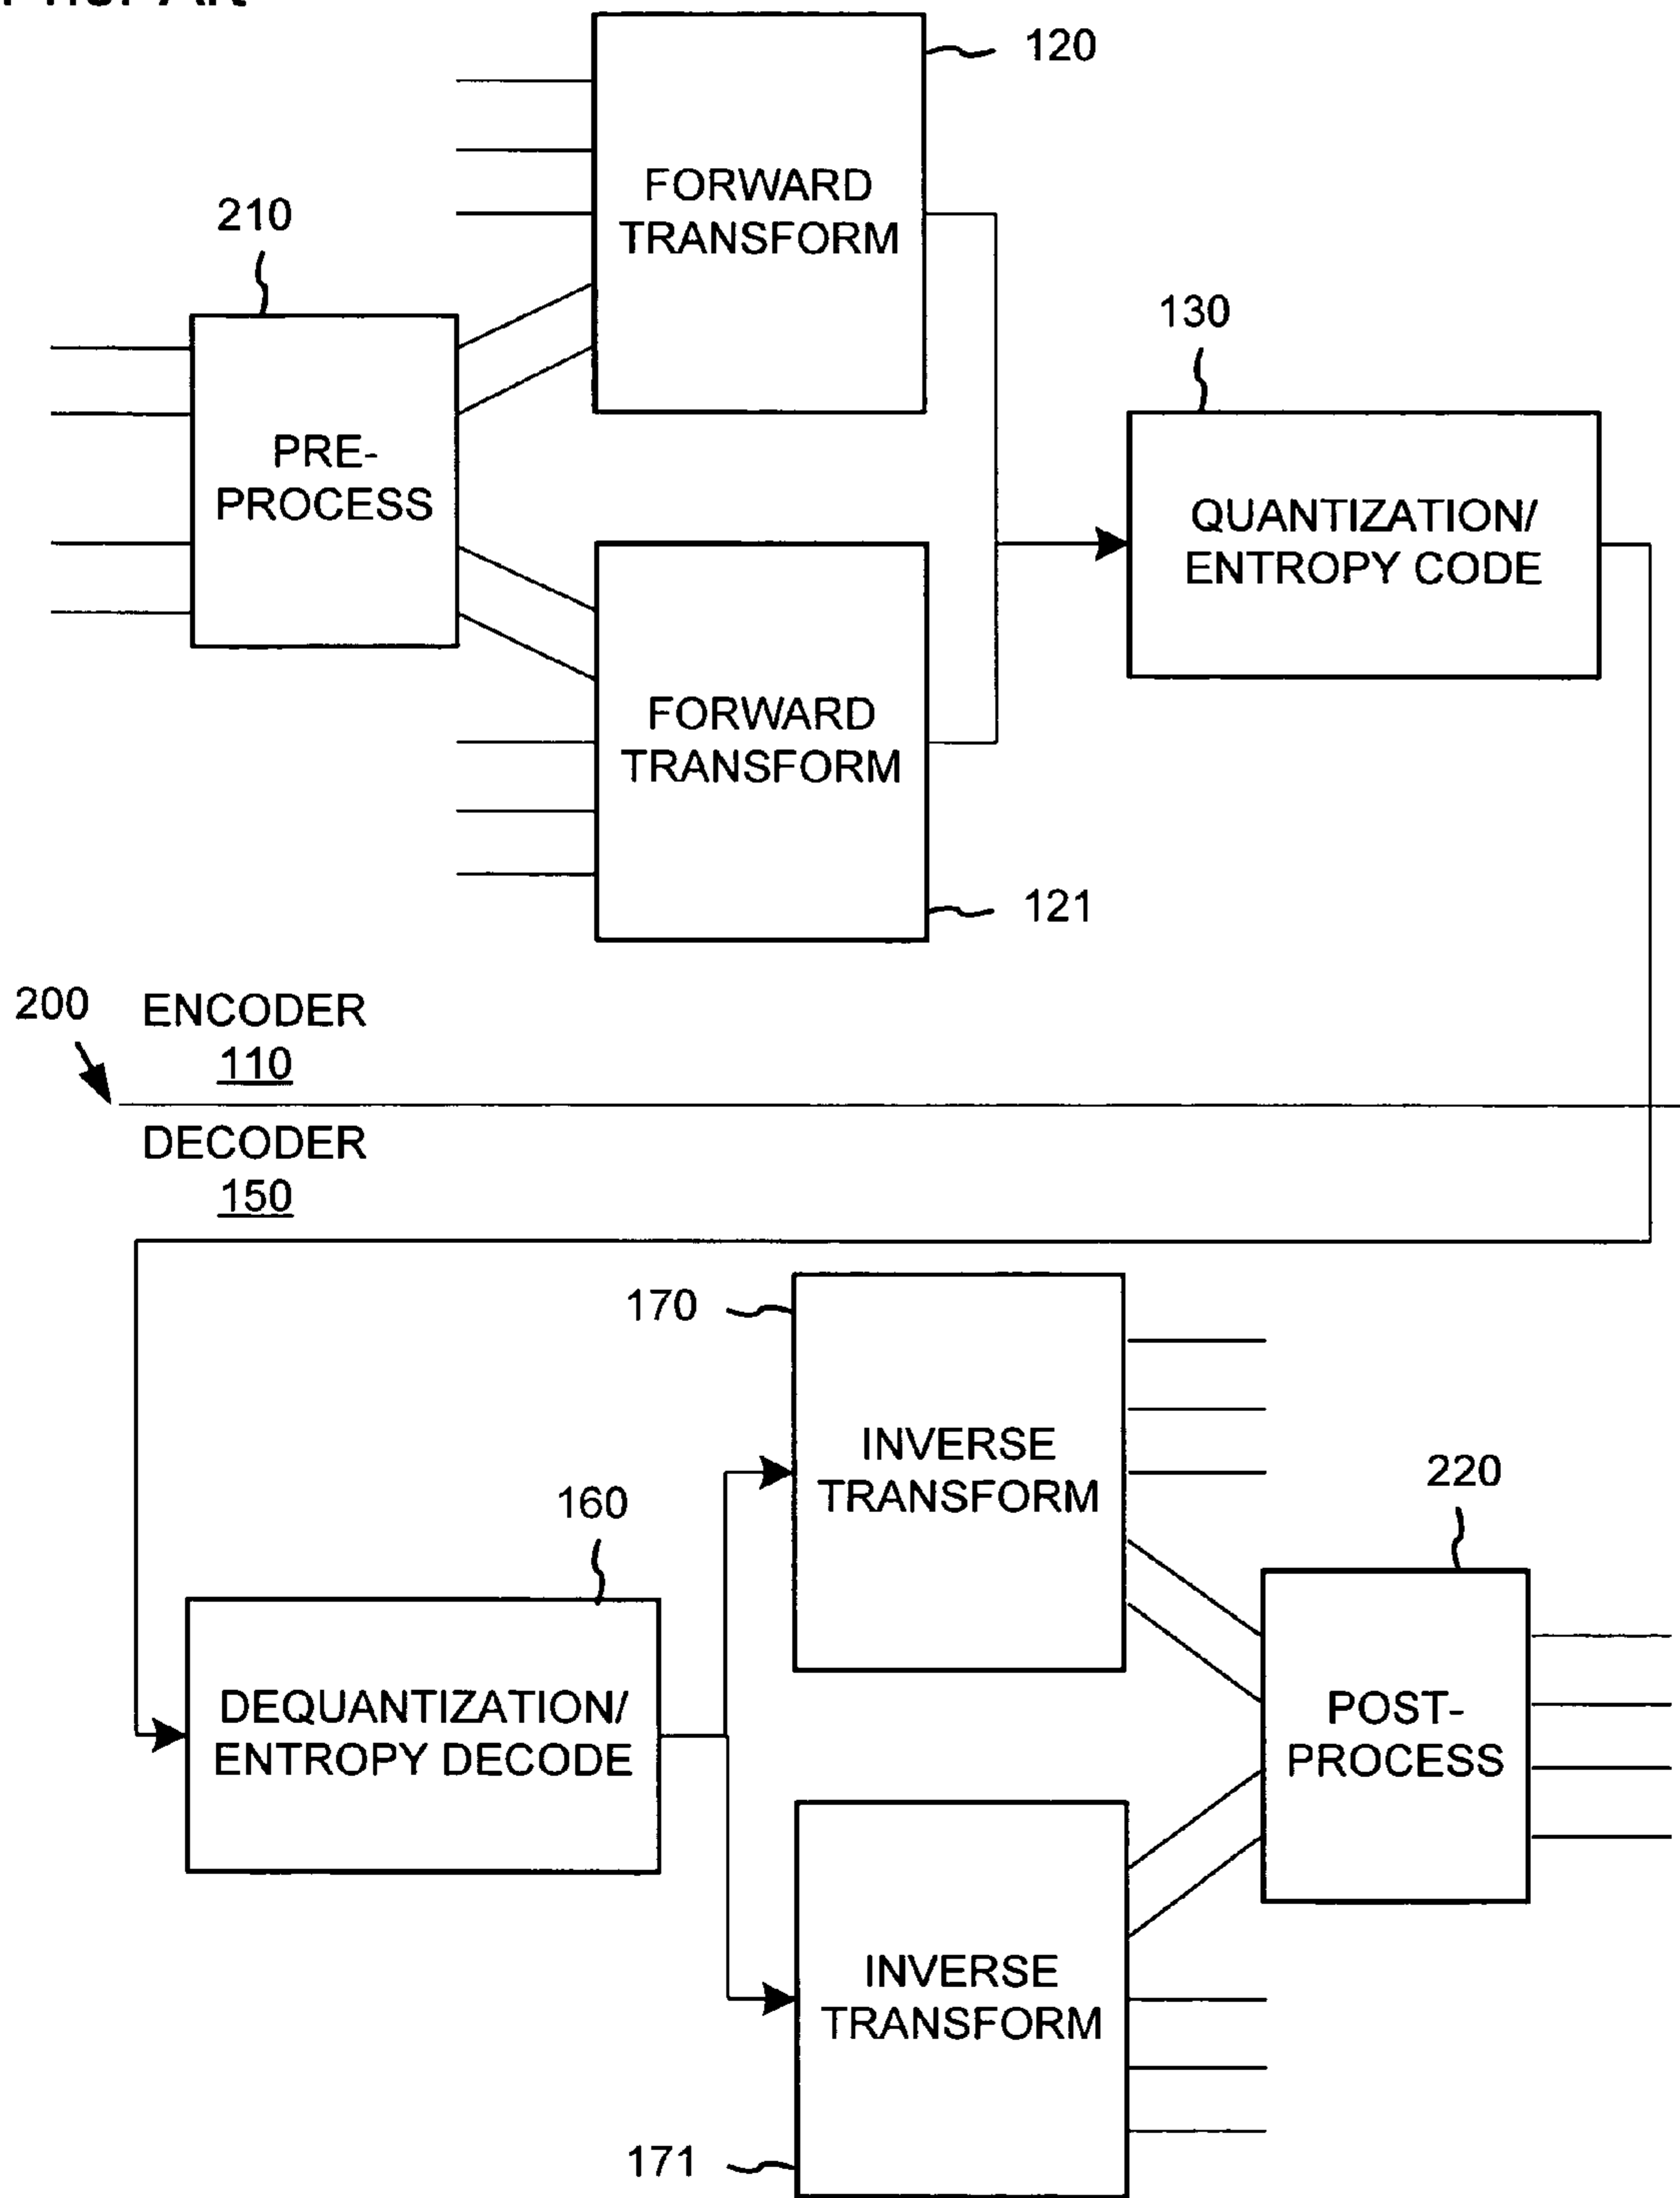 120
FORWARD
TRANSFORM
210
130
PRE-
PROCESS
QUANTIZATION/
ENTROPY CODE
FORWARD
TRANSFORM
121
200
ENCODER
110
DECODER
150
170
INVERSE
TRANSFORM
220
160
DEQUANTIZATION/
ENTROPY DECODE
POST-
PROCESS
INVERSE
TRANSFORM
171